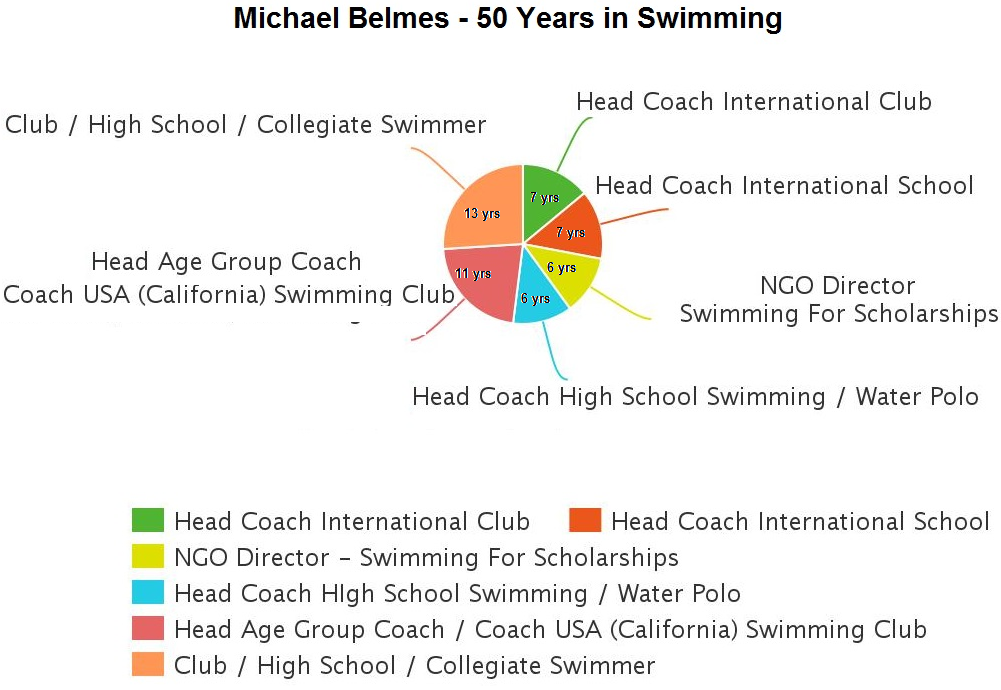 Michael Belmes - 50 Years in Swimming
Head Coach International Club
Club / High School / Collegiate Swimmer
Head Coach International School
7 yrs
13 yrs
7 yrs
Head Age Group Coach
Coach USA (California) Swimming Club
11 yrs
6 yrs
6 yrs
NGO Director
Swimming For Scholarships
Head Coach High School Swimming / Water Polo
Head Coach International Club
Head Coach International School
NGO Director – Swimming For Scholarships
Head Coach HIgh School Swimming / Water Polo
Head Age Group Coach / Coach USA (California) Swimming Club
Club / High School / Collegiate Swimmer